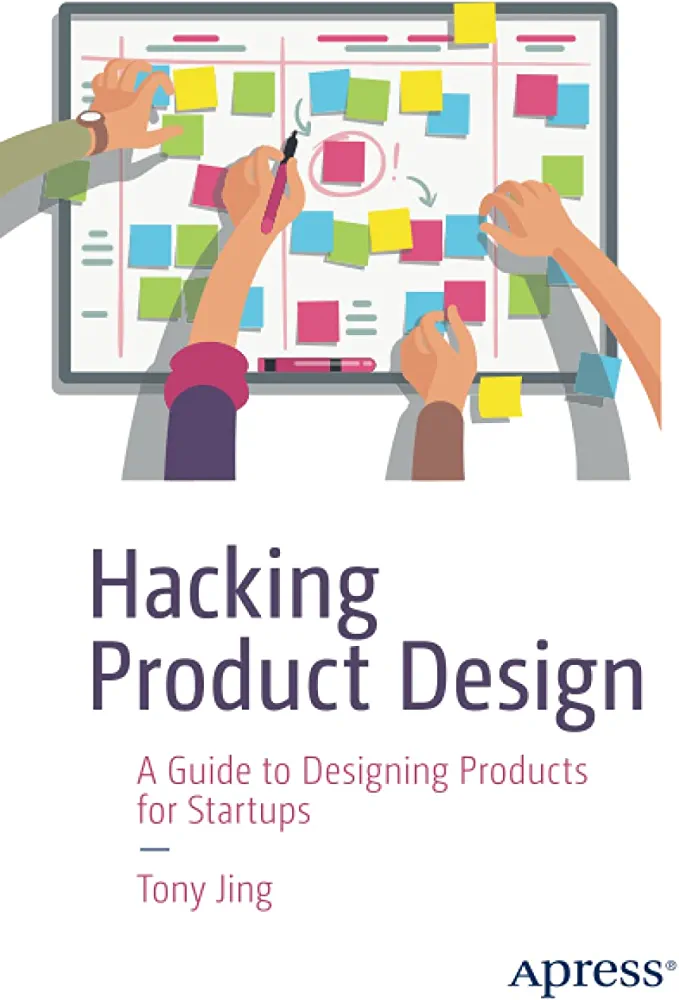 !
Hacking
Product Design
A Guide to Designing Products
for Startups
Tony Jing
Apress®